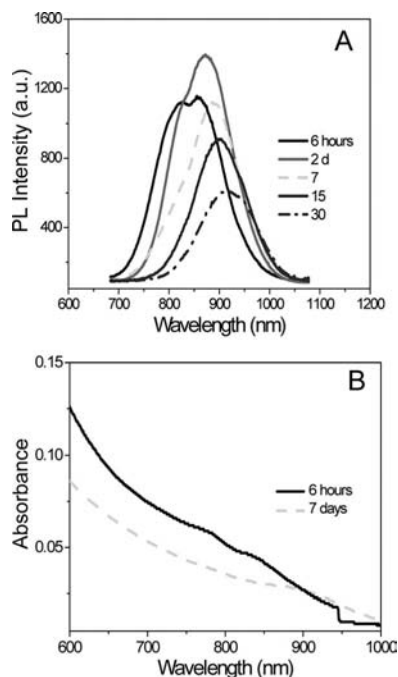 A
PL Intensity (a.u.)
1600
1200
800
400
6 hours
2 d
7
15
30
600 700 800 900 1000 1100 1200
Wavelength (nm)
B
Absorbance
0.15
0.10
0.05
6 hours
7 days
600 700 800 900 1000
Wavelength (nm)